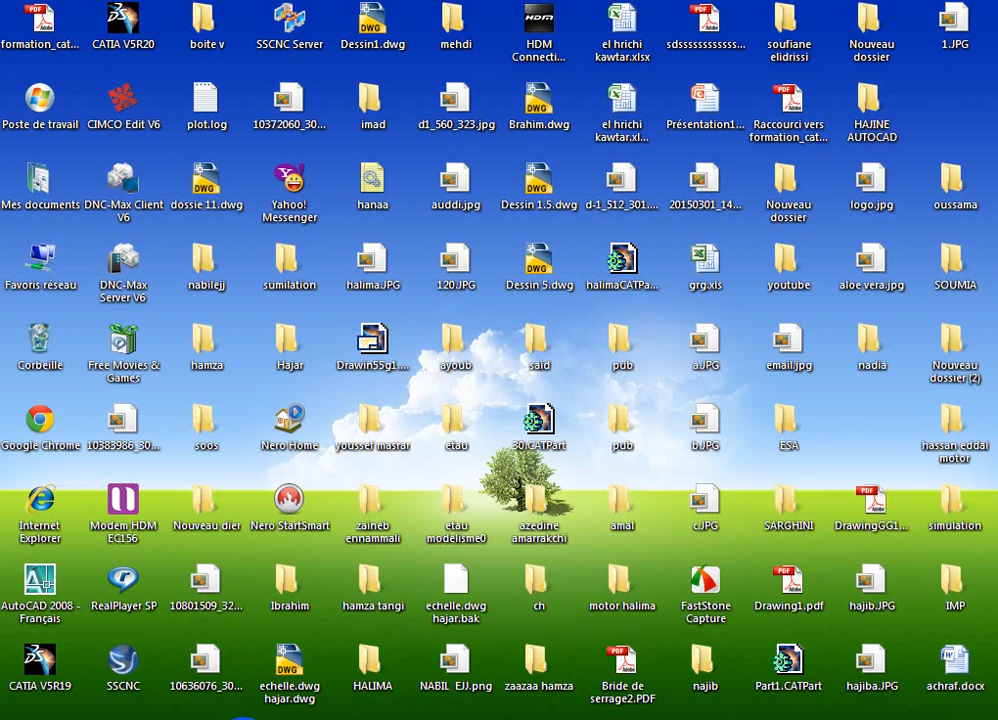 formation_cat...
CATIA V5R20
boite v
SSCNC Server
Dessin1.dwg
mehdi
HDM
Connecti...
el hrichi
kawtar.xlsx
sdsssssssssss...
soufiane
elidrissi
Nouveau
dossier
1.JPG
Poste de travail
CIMCO Edit V6
plot.log
10372060_30...
imad
d1_560_323.jpg
Brahim.dwg
el hrichi
kawtar.xl...
Présentation1...
Raccourci vers
formation_cat...
HAJINE
AUTOCAD
Mes documents
DNC-Max Client
V6
dossie 11.dwg
Yahoo!
Messenger
hanaa
auddi.jpg
Dessin 1.5.dwg
d-1_512_301....
20150301_14...
Nouveau
dossier
logo.jpg
oussama
Favoris réseau
DNC-Max
Server V6
nabilejj
sumilation
halima.JPG
120.JPG
Dessin 5.dwg
halimaCATPa...
grg.xls
youtube
aloe vera.jpg
SOUMIA
Corbeille
Free Movies &
Games
hamza
Hajar
Drawin55g1....
ayoub
said
pub
a.JPG
email.jpg
nadia
Nouveau
dossier (2)
Google Chrome
10383986_30...
soos
Nero Home
youssef masrar
etau
30.CATPart
pub
b.JPG
ESA
hassan eddai
motor
Internet
Explorer
Modem HDM
EC156
Nouveau dier
Nero StartSmart
zaineb
ennammali
etau
modelisme0
azedine
amarrakchi
amal
c.JPG
SARGHINI
DrawingGG1...
simulation
AutoCAD 2008 -
Français
RealPlayer SP
10801509_32...
Ibrahim
hamza tangi
echelle.dwg
hajar.bak
ch
motor halima
FastStone
Capture
Drawing1.pdf
hajib.JPG
IMP
CATIA V5R19
SSCNC
10636076_30...
echelle.dwg
hajar.dwg
HALIMA
NABIL EJJ.png
zaazaa hamza
Bride de
serrage2.PDF
najib
Part1.CATPart
hajiba.JPG
achraf.docx